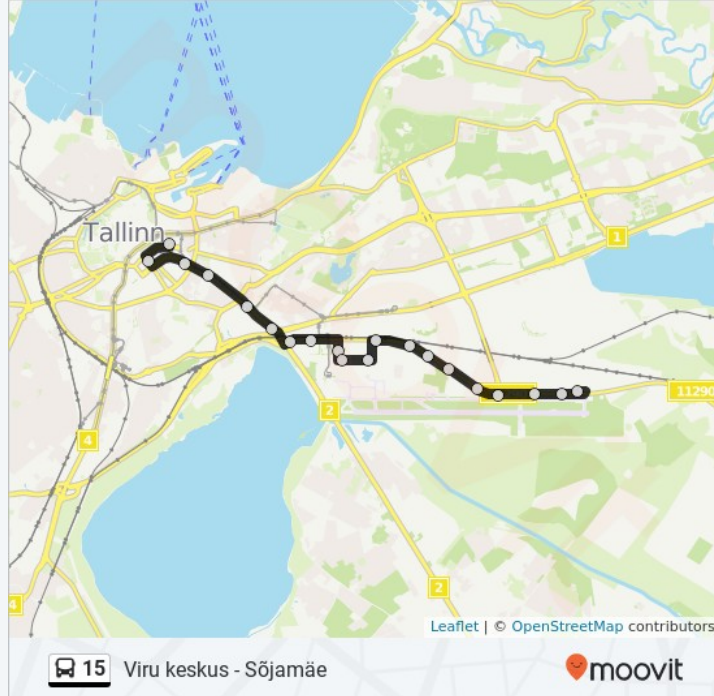 1
Tallinn
2
11290
4
2
4
Leaflet | © OpenStreetMap contributors
15 Viru keskus - Sõjamäe
moovit